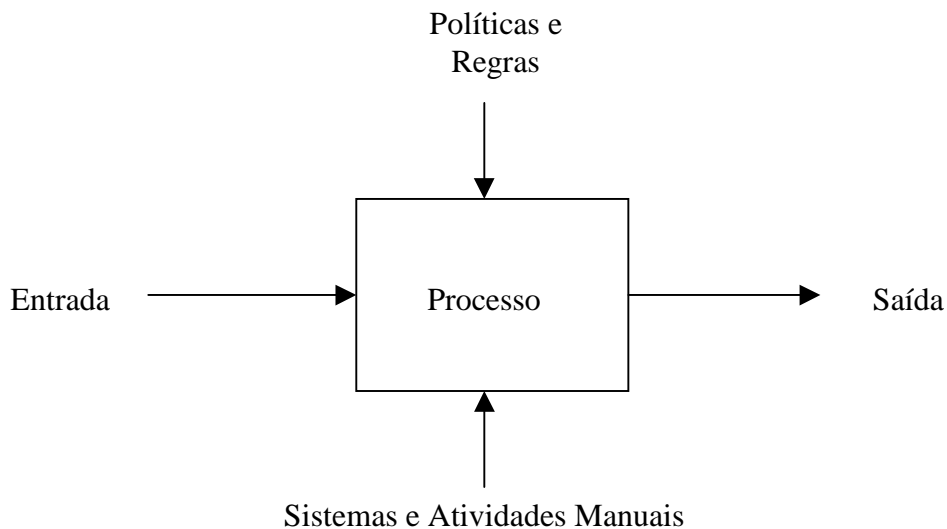 Políticas e
Regras
Entrada
Processo
Saída
Sistemas e Atividades Manuais